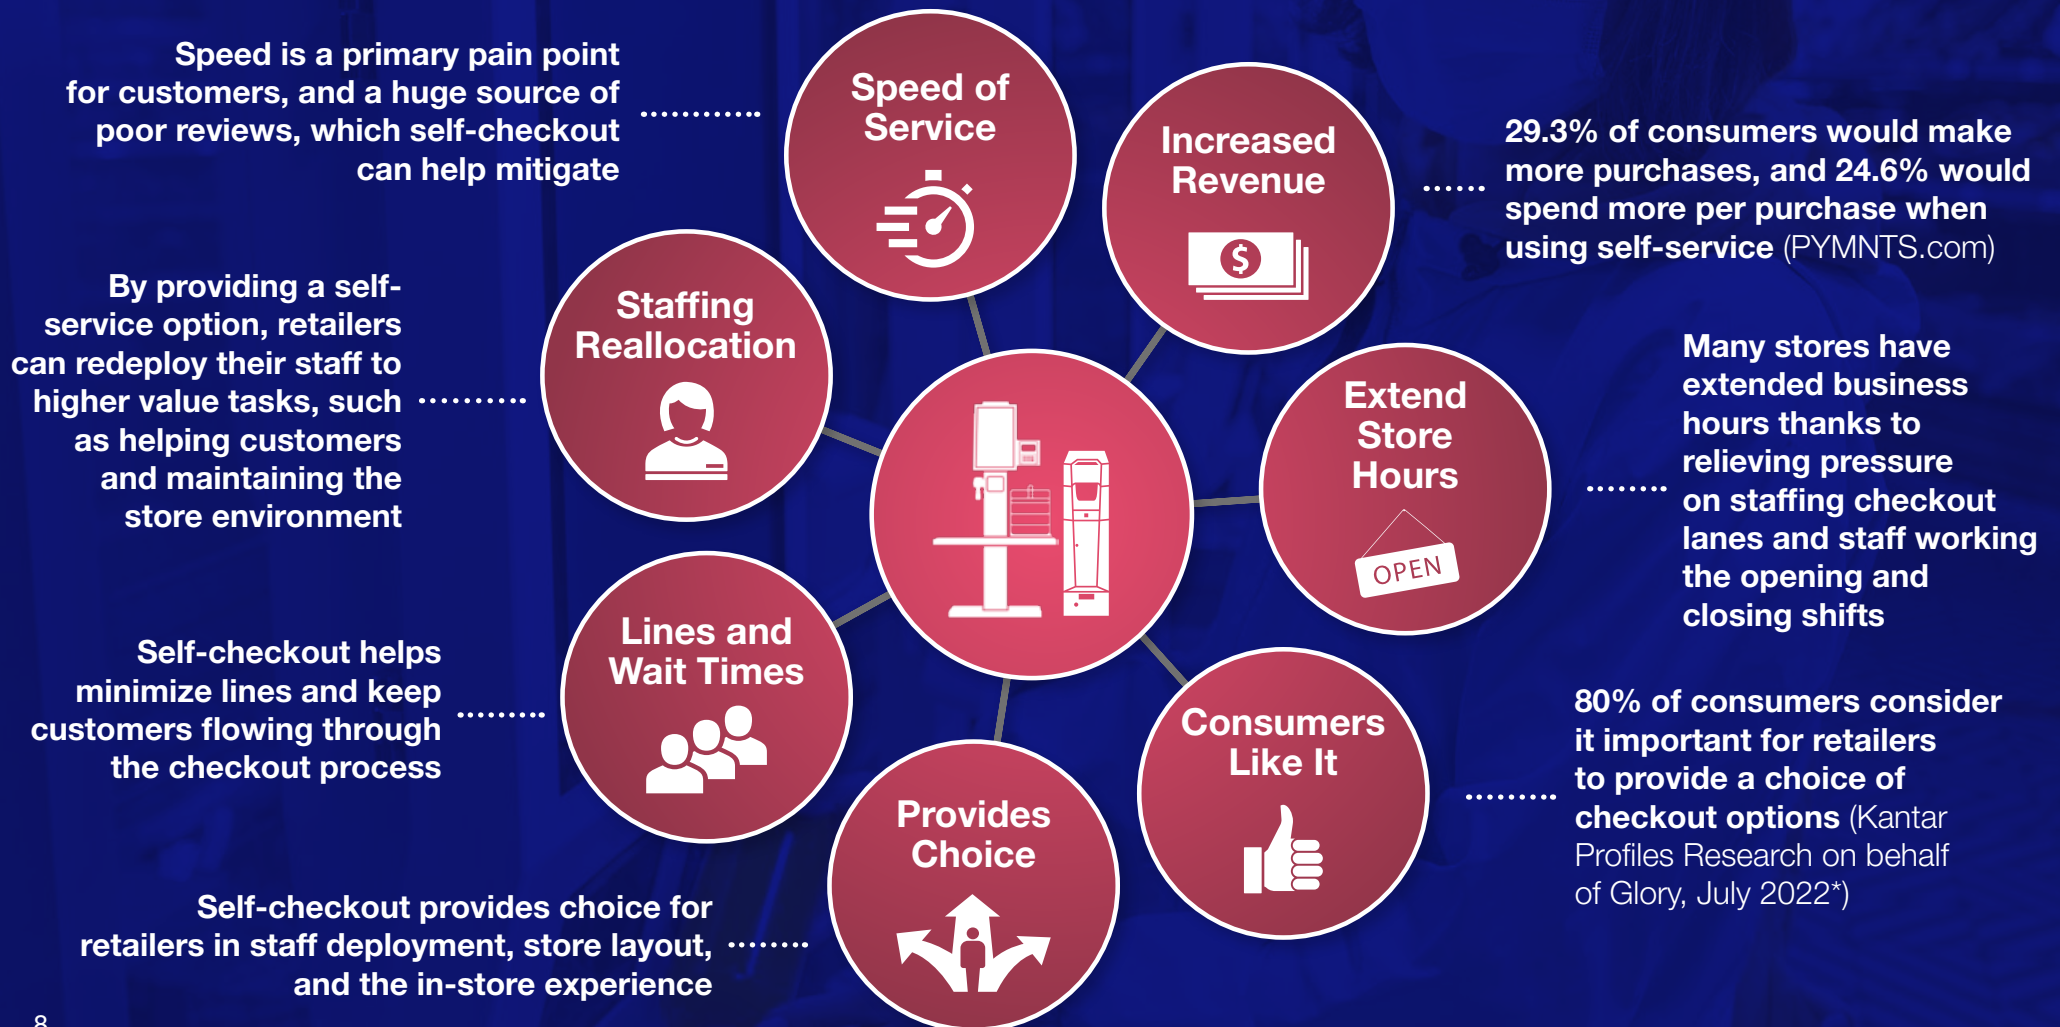 Speed is a primary pain point
for customers, and a huge source of
poor reviews, which self-checkout
can help mitigate
Speed of
Service
Increased
Revenue
$
29.3% of consumers would make
more purchases, and 24.6% would
spend more per purchase when
using self-service (PYMNTS.com)
By providing a self-
service option, retailers
can redeploy their staff to
higher value tasks, such
as helping customers
and maintaining the
store environment
Staffing
Reallocation
Extend
Store
Hours
OPEN
Many stores have
extended business
hours thanks to
relieving pressure
on staffing checkout
lanes and staff working
the opening and
closing shifts
Self-checkout helps
minimize lines and keep
customers flowing through
the checkout process
Lines and
Wait Times
Consumers
Like It
80% of consumers consider
it important for retailers
to provide a choice of
checkout options (Kantar
Profiles Research on behalf
of Glory, July 2022*)
Self-checkout provides choice for
retailers in staff deployment, store layout,
and the in-store experience
Provides
Choice
8